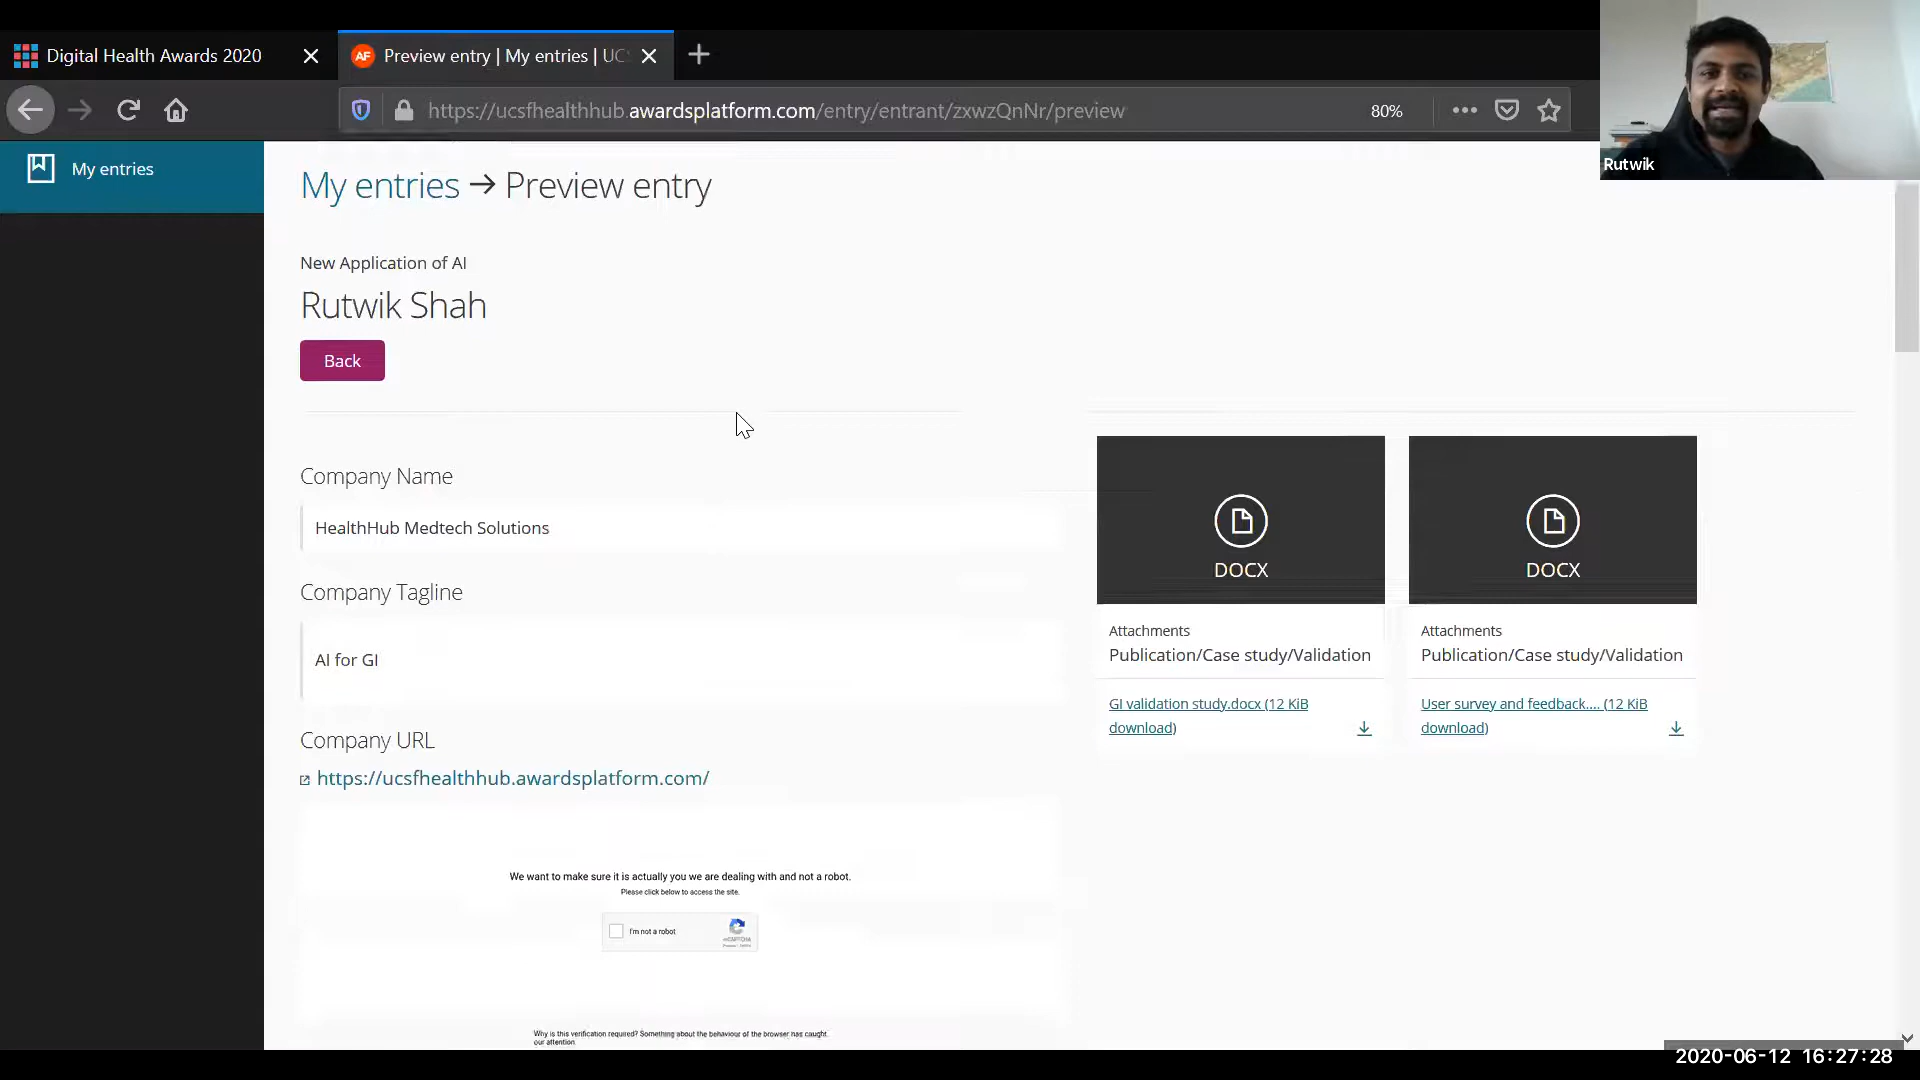 Digital Health Awards 2020
AF
Preview entry | My entries | UC
https://ucsfhealthhub.awardsplatform.com/entry/entrant/zxwzQnNr/preview
80%
Rutwik
My entries
My entries → Preview entry
New Application of AI
Rutwik Shah
Back
Company Name
HealthHub Medtech Solutions
Company Tagline
AI for GI
Company URL
https://ucsfhealthhub.awardsplatform.com/
We want to make sure it is actually you we are dealing with and not a robot.
Please click below to access the site.
I'm not a robot
reCAPTCHA
Why is this verification required? Something about the behaviour of the browser has caught
our attention
DOCX
Attachments
Publication/Case study/Validation
GI validation study.docx (12 KiB
download)
DOCX
Attachments
Publication/Case study/Validation
User survey and feedback.... (12 KiB
download)
2020-06-12 16:27:28